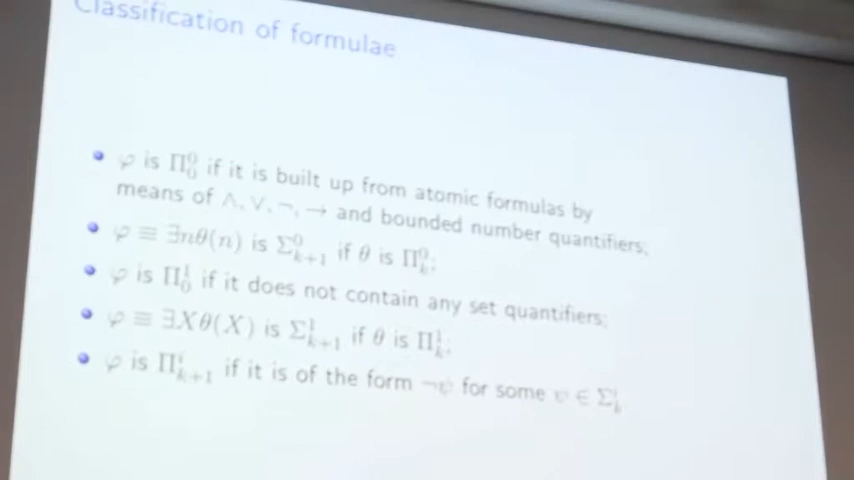 Classification of formulae
• φ is Π⁰₀ if it is built up from atomic formulas by
means of ∧, ∨, ¬, → and bounded number quantifiers;
• φ ≡ ∃nθ(n) is Σ⁰ₖ₊₁ if θ is Π⁰ₖ;
• φ is Π¹₀ if it does not contain any set quantifiers;
• φ ≡ ∃Xθ(X) is Σ¹ₖ₊₁ if θ is Π¹ₖ;
• φ is Πⁱₖ₊₁ if it is of the form ¬ψ for some ψ ∈ Σⁱₖ